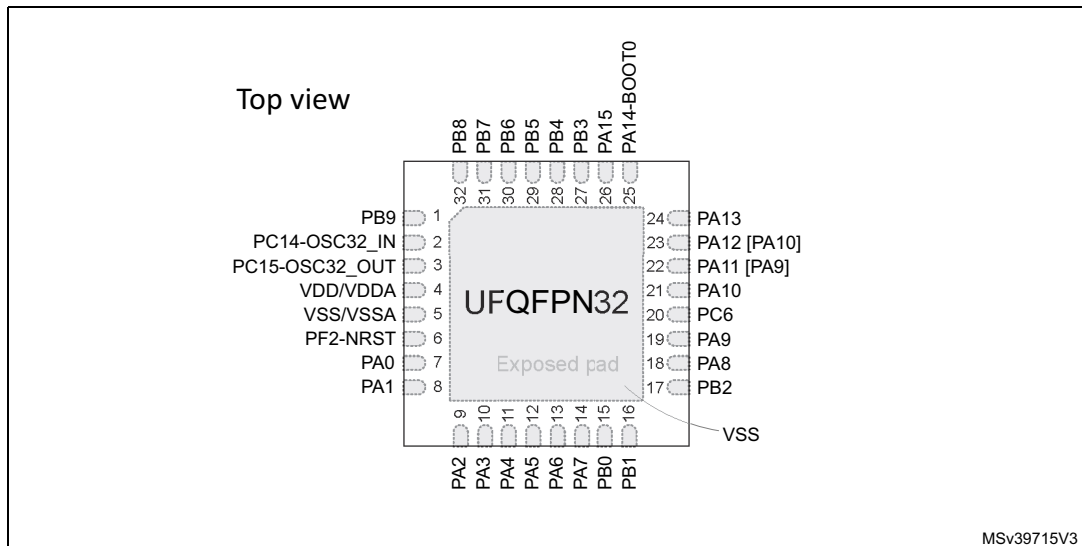 Top view
PB8
PB7
PB6
PB5
PB4
PB3
PA15
PA14-BOOT0
32
31
30
29
28
27
26
25
PB9 1
PC14-OSC32_IN 2
PC15-OSC32_OUT 3
VDD/VDDA 4
VSS/VSSA 5
PF2-NRST 6
PA0 7
PA1 8
UFQFPN32
Exposed pad
24 PA13
23 PA12 [PA10]
22 PA11 [PA9]
21 PA10
20 PC6
19 PA9
18 PA8
17 PB2
VSS
9
10
11
12
13
14
15
16
PA2
PA3
PA4
PA5
PA6
PA7
PB0
PB1
MSv39715V3